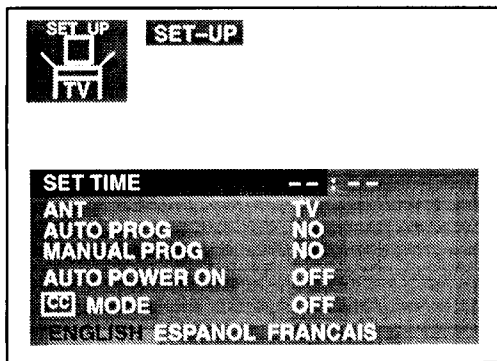 SET UP
SET-UP
TV
SET TIME -- : --
ANT TV
AUTO PROG NO
MANUAL PROG NO
AUTO POWER ON OFF
CC MODE OFF
ENGLISH ESPANOL FRANCAIS